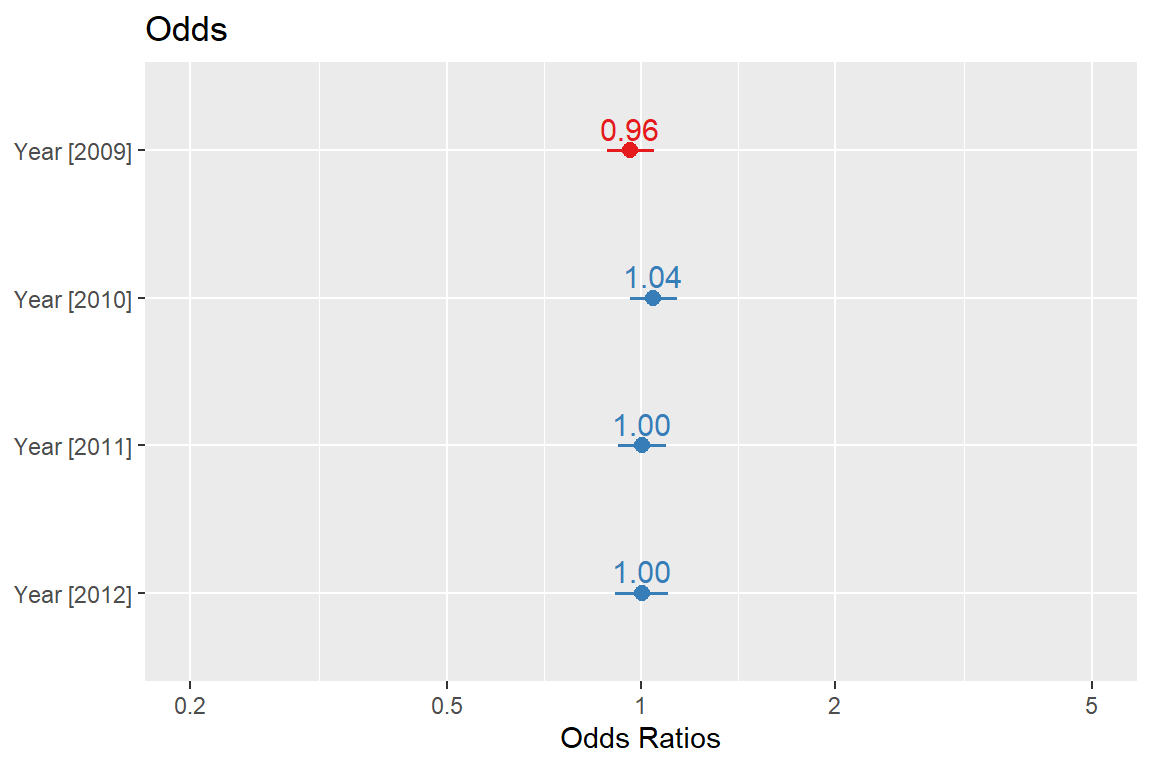 Odds
0.96
Year [2009]
1.04
Year [2010]
1.00
Year [2011]
1.00
Year [2012]
0.2 0.5 1 2 5
Odds Ratios